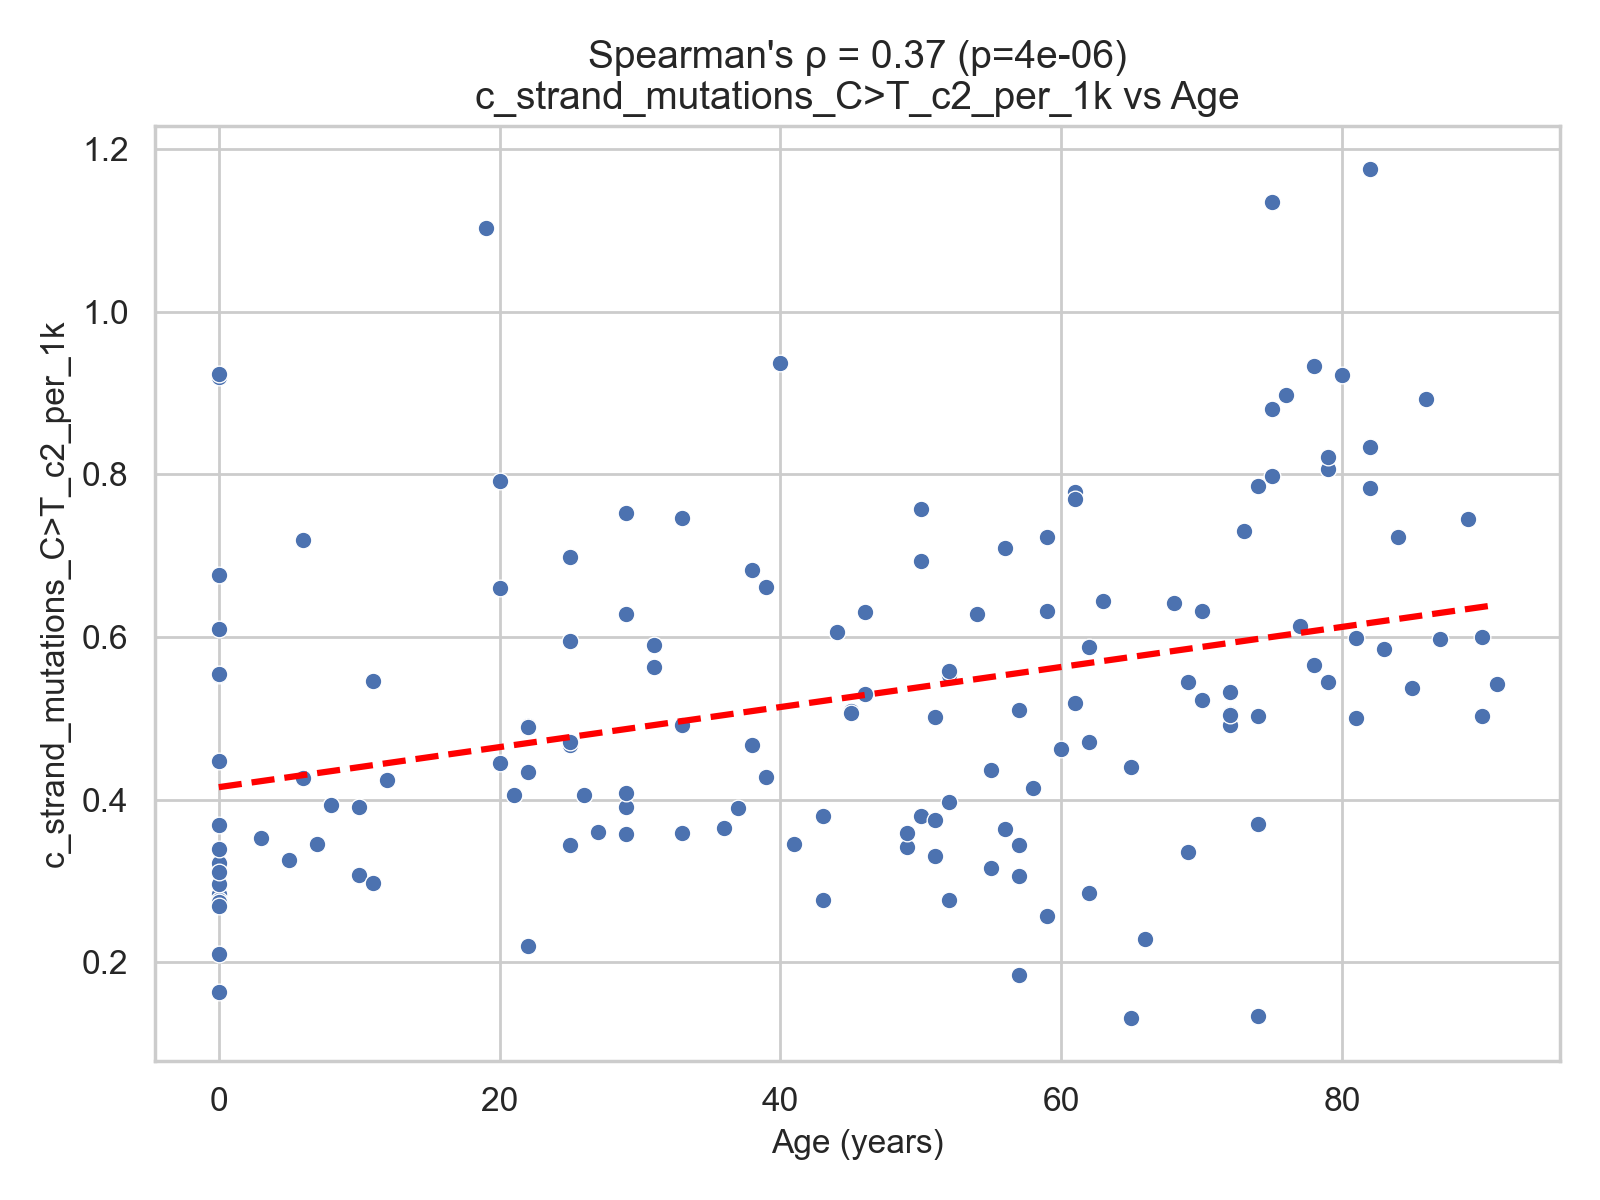 Spearman's ρ = 0.37 (p=4e-06)
c_strand_mutations_C>T_c2_per_1k vs Age
c_strand_mutations_C>T_c2_per_1k
1.2
1.0
0.8
0.6
0.4
0.2
0 20 40 60 80
Age (years)